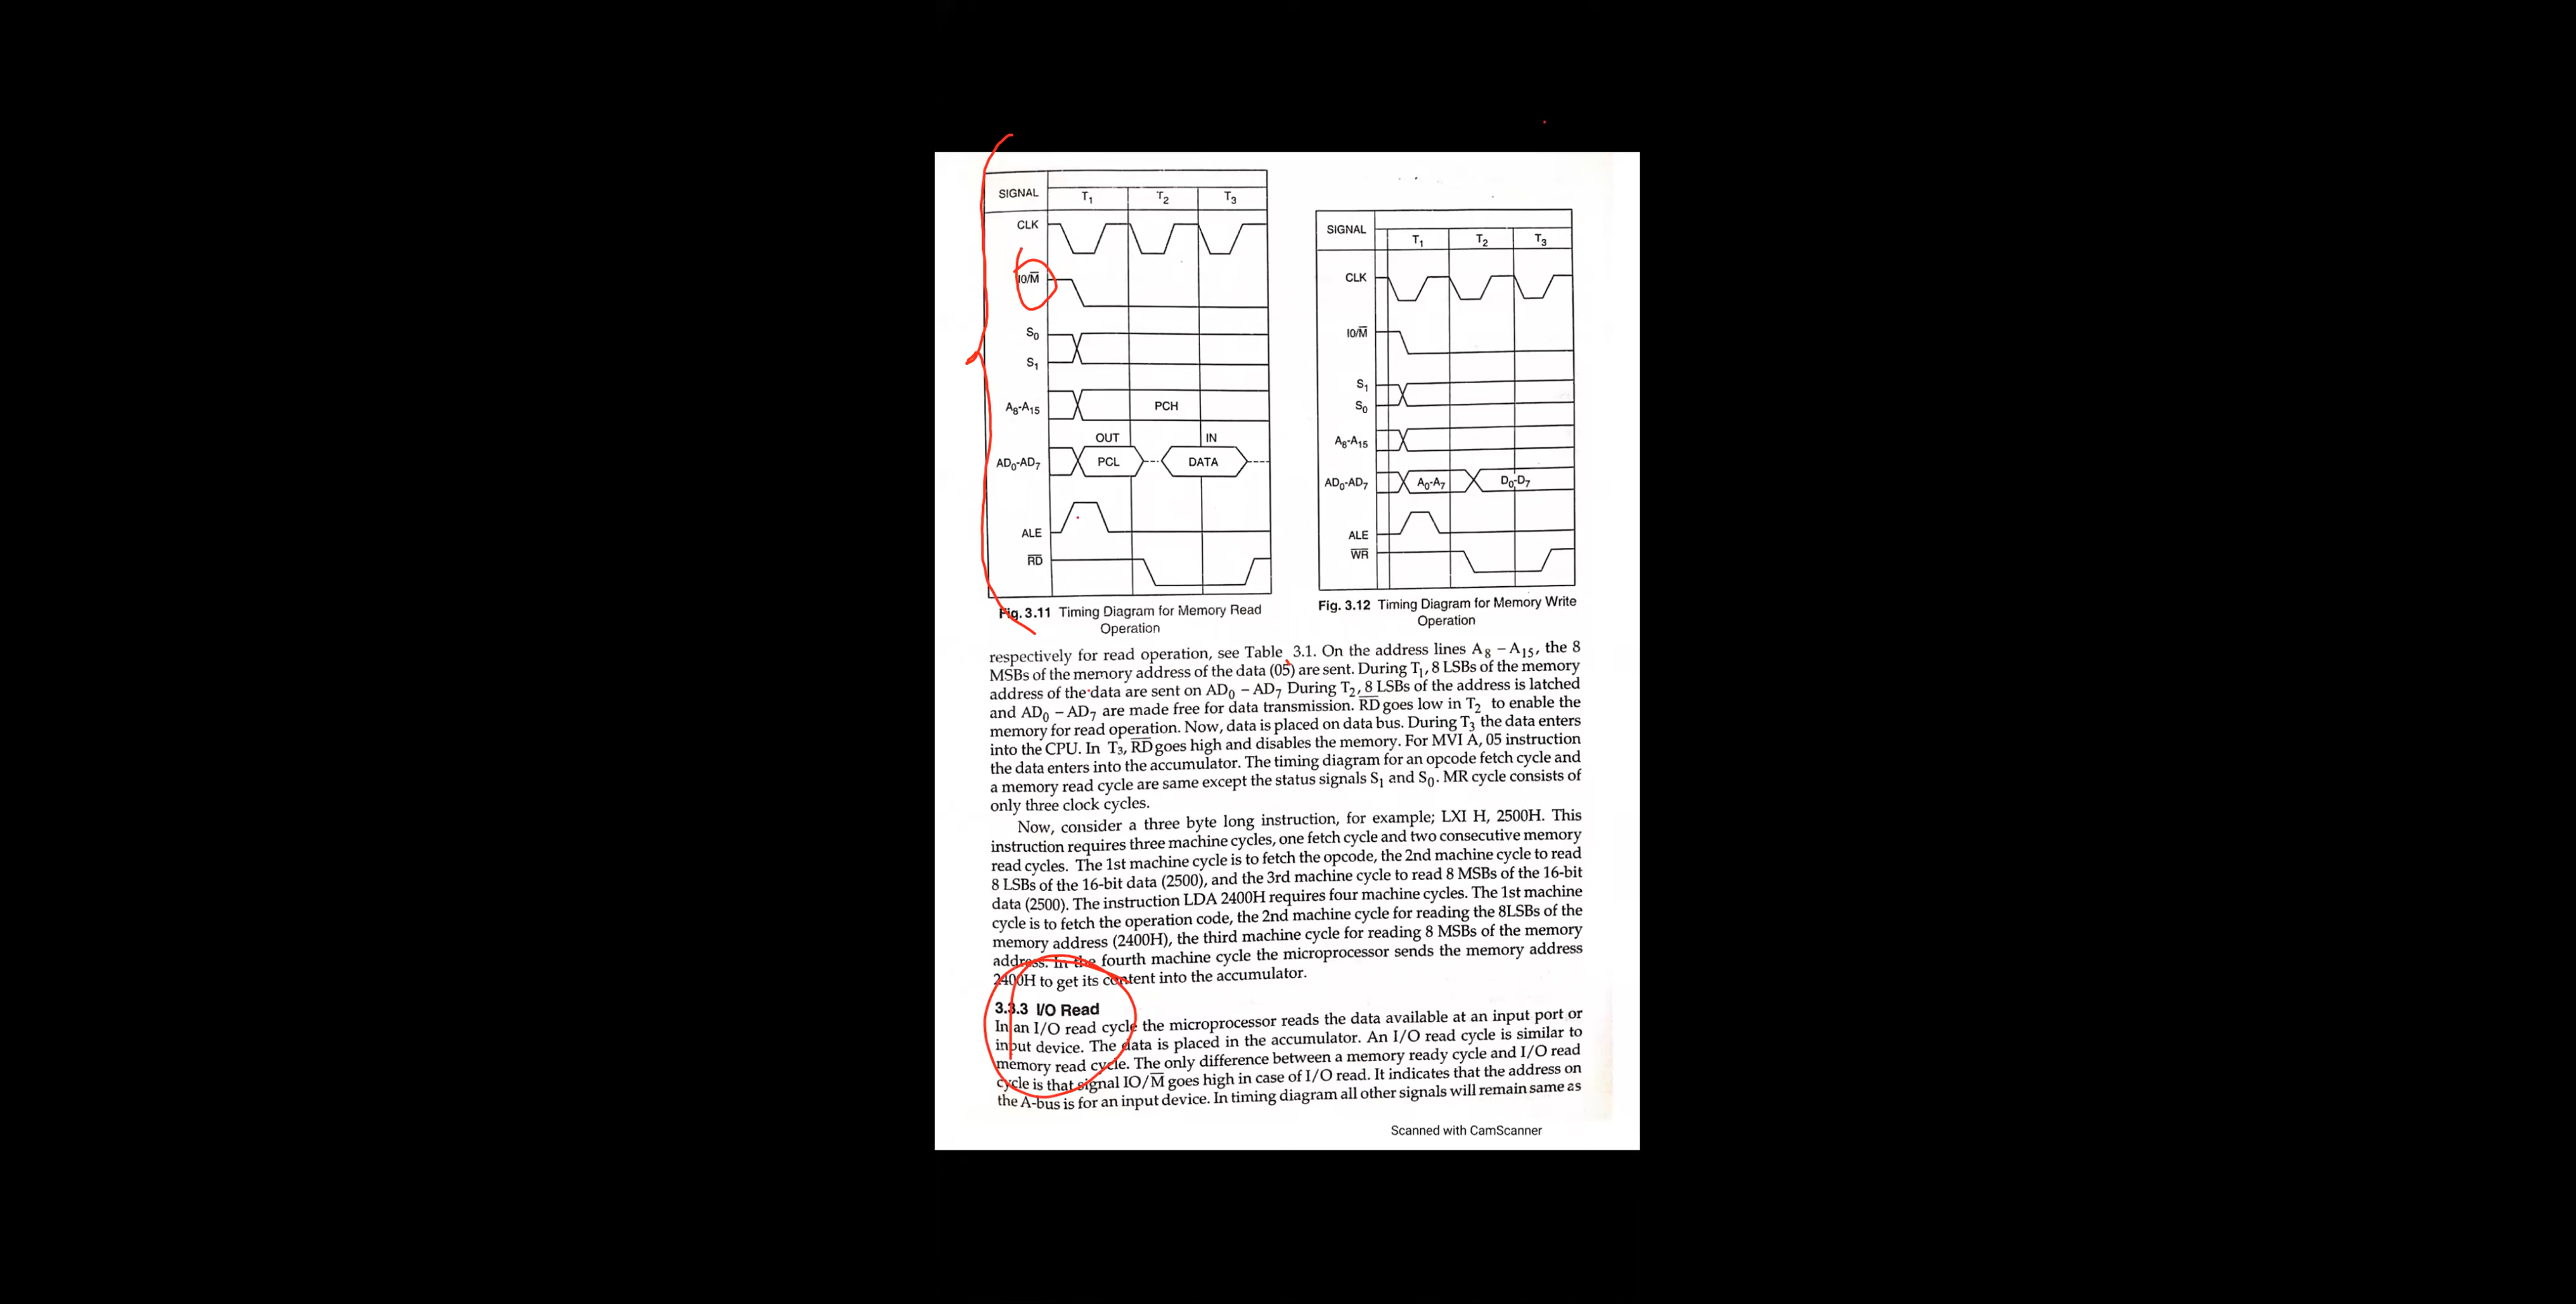 SIGNAL
T₁ T₂ T₃
CLK
IO/M̅
S₀
S₁
A₈-A₁₅ PCH
OUT IN
AD₀-AD₇ PCL DATA
ALE
R̅D̅
Fig. 3.11 Timing Diagram for Memory Read
Operation
SIGNAL
T₁ T₂ T₃
CLK
IO/M̅
S₁
S₀
A₈-A₁₅
AD₀-AD₇ A₀-A₇ D₀-D₇
ALE
W̅R̅
Fig. 3.12 Timing Diagram for Memory Write
Operation
respectively for read operation, see Table 3.1. On the address lines A₈ – A₁₅, the 8
MSBs of the memory address of the data (05) are sent. During T₁, 8 LSBs of the memory
address of the data are sent on AD₀ – AD₇ During T₂, 8 LSBs of the address is latched
and AD₀ – AD₇ are made free for data transmission. R̅D̅ goes low in T₂ to enable the
memory for read operation. Now, data is placed on data bus. During T₃ the data enters
into the CPU. In T₃, R̅D̅ goes high and disables the memory. For MVI A, 05 instruction
the data enters into the accumulator. The timing diagram for an opcode fetch cycle and
a memory read cycle are same except the status signals S₁ and S₀. MR cycle consists of
only three clock cycles.
Now, consider a three byte long instruction, for example; LXI H, 2500H. This
instruction requires three machine cycles, one fetch cycle and two consecutive memory
read cycles. The 1st machine cycle is to fetch the opcode, the 2nd machine cycle to read
8 LSBs of the 16-bit data (2500), and the 3rd machine cycle to read 8 MSBs of the 16-bit
data (2500). The instruction LDA 2400H requires four machine cycles. The 1st machine
cycle is to fetch the operation code, the 2nd machine cycle for reading the 8LSBs of the
memory address (2400H), the third machine cycle for reading 8 MSBs of the memory
address. In the fourth machine cycle the microprocessor sends the memory address
2400H to get its content into the accumulator.
3.3.3 I/O Read
In an I/O read cycle the microprocessor reads the data available at an input port or
input device. The data is placed in the accumulator. An I/O read cycle is similar to
memory read cycle. The only difference between a memory ready cycle and I/O read
cycle is that signal IO/M̅ goes high in case of I/O read. It indicates that the address on
the A-bus is for an input device. In timing diagram all other signals will remain same as
Scanned with CamScanner